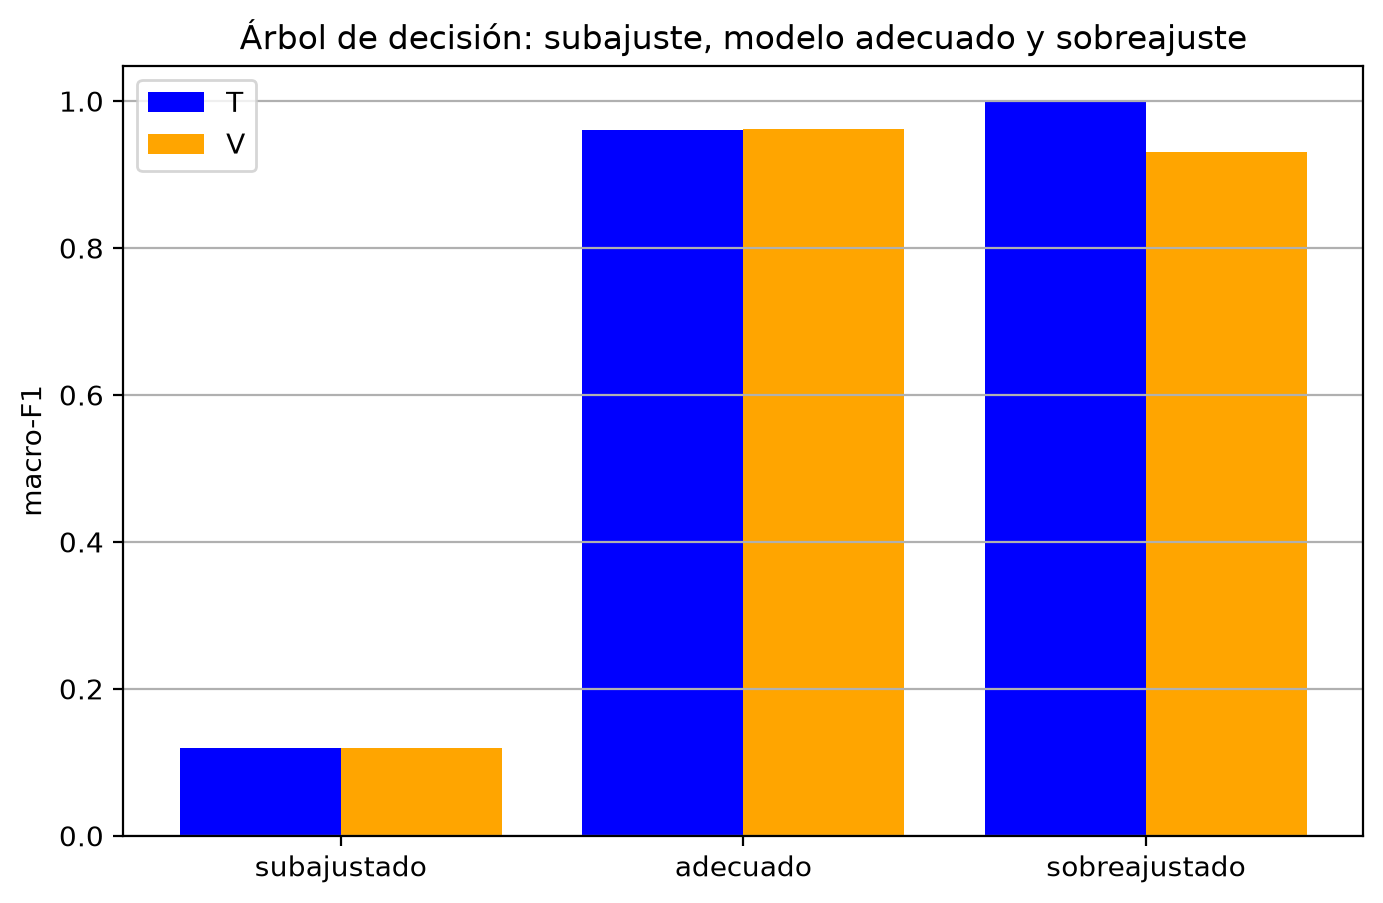 Árbol de decisión: subajuste, modelo adecuado y sobreajuste
T
V
macro-F1
1.0
0.8
0.6
0.4
0.2
0.0
subajustado
adecuado
sobreajustado